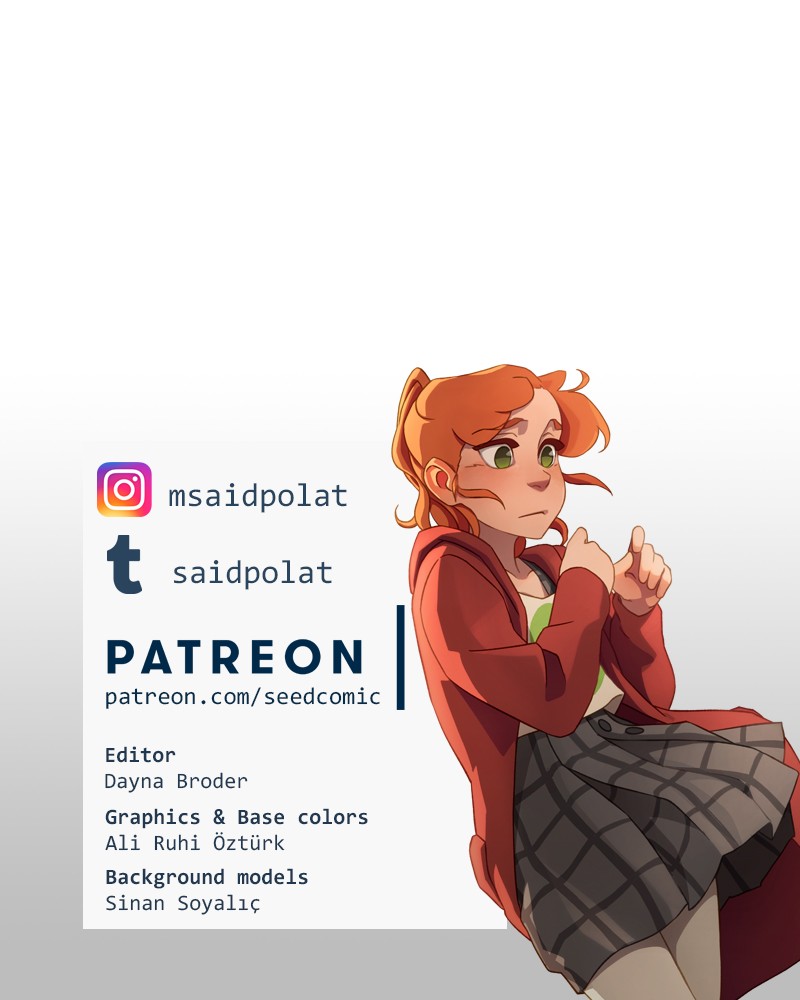 msaidpolat
t saidpolat
PATREON
patreon.com/seedcomic
Editor
Dayna Broder
Graphics & Base colors
Ali Ruhi Öztürk
Background models
Sinan Soyalıç